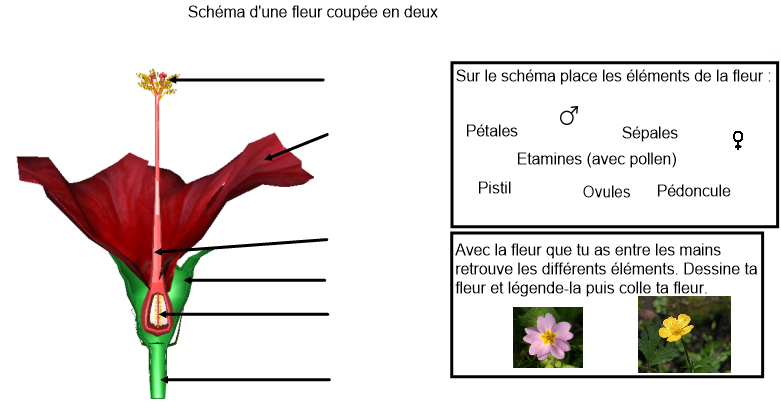 Schéma d'une fleur coupée en deux
Sur le schéma place les éléments de la fleur :
♂
Pétales
Sépales
♀
Etamines (avec pollen)
Pistil
Ovules
Pédoncule
Avec la fleur que tu as entre les mains
retrouve les différents éléments. Dessine ta
fleur et légende-la puis colle ta fleur.